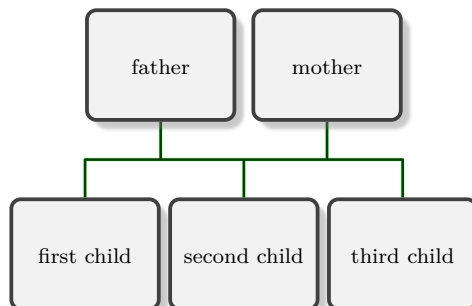 father
mother
first child
second child
third child